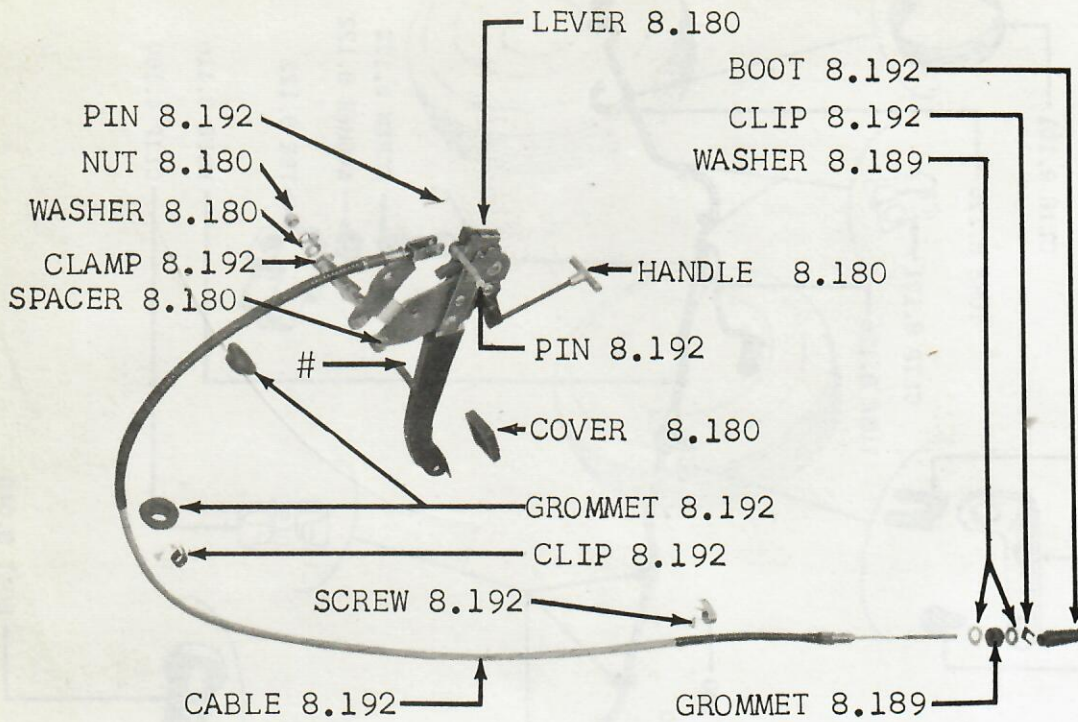 LEVER 8.180
BOOT 8.192
PIN 8.192
CLIP 8.192
NUT 8.180
WASHER 8.189
WASHER 8.180
CLAMP 8.192
HANDLE 8.180
SPACER 8.180
PIN 8.192
#
COVER 8.180
GROMMET 8.192
CLIP 8.192
SCREW 8.192
CABLE 8.192
GROMMET 8.189